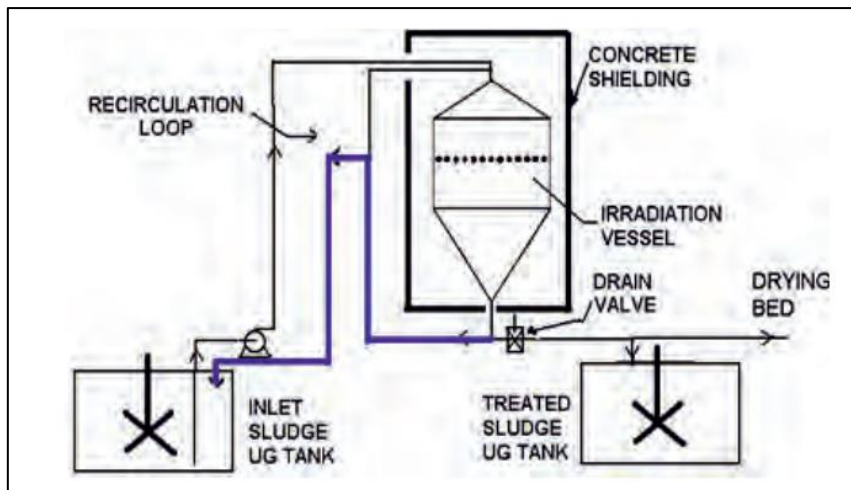 CONCRETE
SHIELDING
RECIRCULATION
LOOP
IRRADIATION
VESSEL
DRAIN
VALVE
DRYING
BED
INLET
SLUDGE
UG TANK
TREATED
SLUDGE
UG TANK